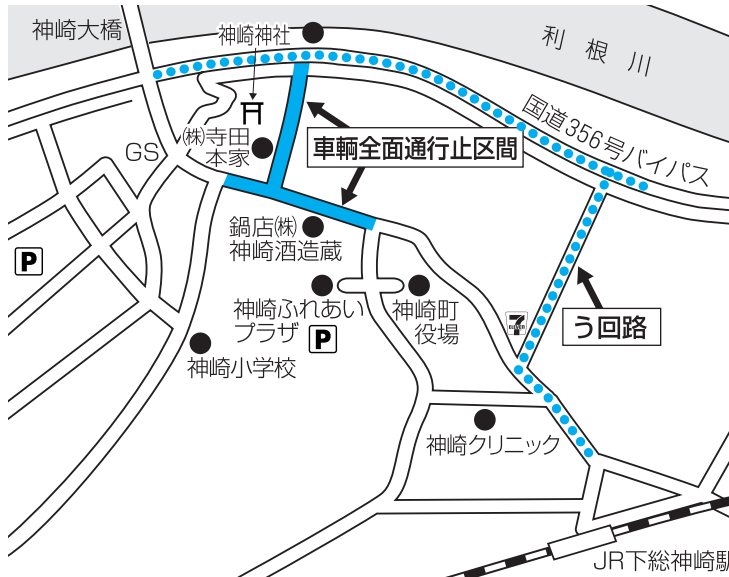 神崎大橋
神崎神社
利根川
国道356号バイパス
GS
㈱寺田
本家
車輌全面通行止区間
鍋店㈱
神崎酒造蔵
P
神崎ふれあい
プラザ
P
神崎町
役場
7
ELEVEN
う回路
神崎小学校
神崎クリニック
JR下総神崎駅